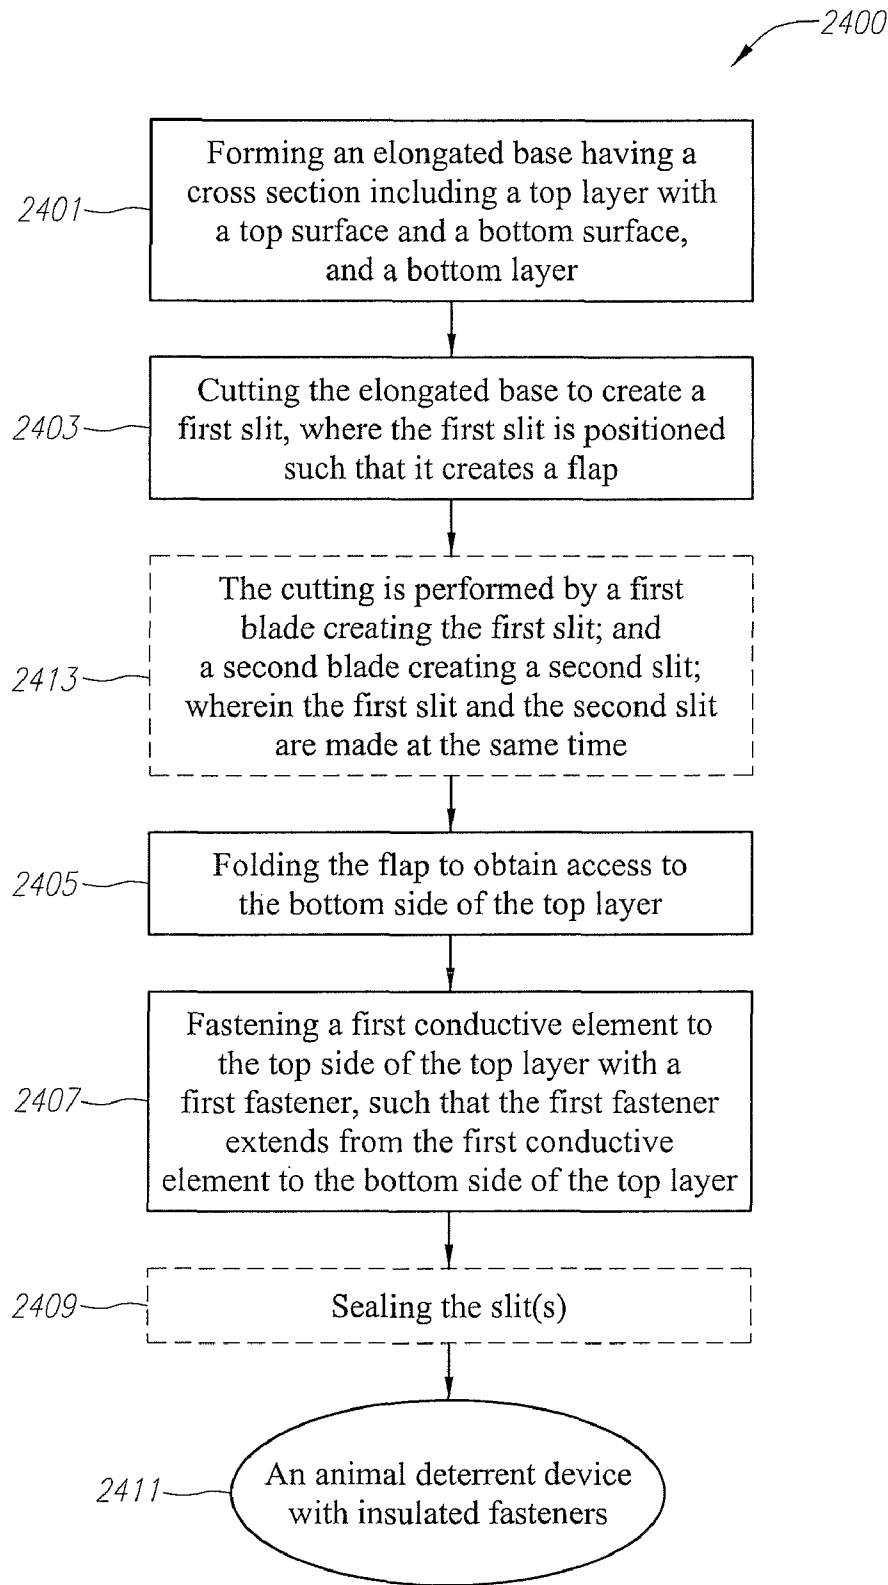 2400
Forming an elongated base having a
cross section including a top layer with
a top surface and a bottom surface,
and a bottom layer
2401
Cutting the elongated base to create a
first slit, where the first slit is positioned
such that it creates a flap
2403
The cutting is performed by a first
blade creating the first slit; and
a second blade creating a second slit;
wherein the first slit and the second slit
are made at the same time
2413
Folding the flap to obtain access to
the bottom side of the top layer
2405
Fastening a first conductive element to
the top side of the top layer with a
first fastener, such that the first fastener
extends from the first conductive
element to the bottom side of the top layer
2407
Sealing the slit(s)
2409
An animal deterrent device
with insulated fasteners
2411